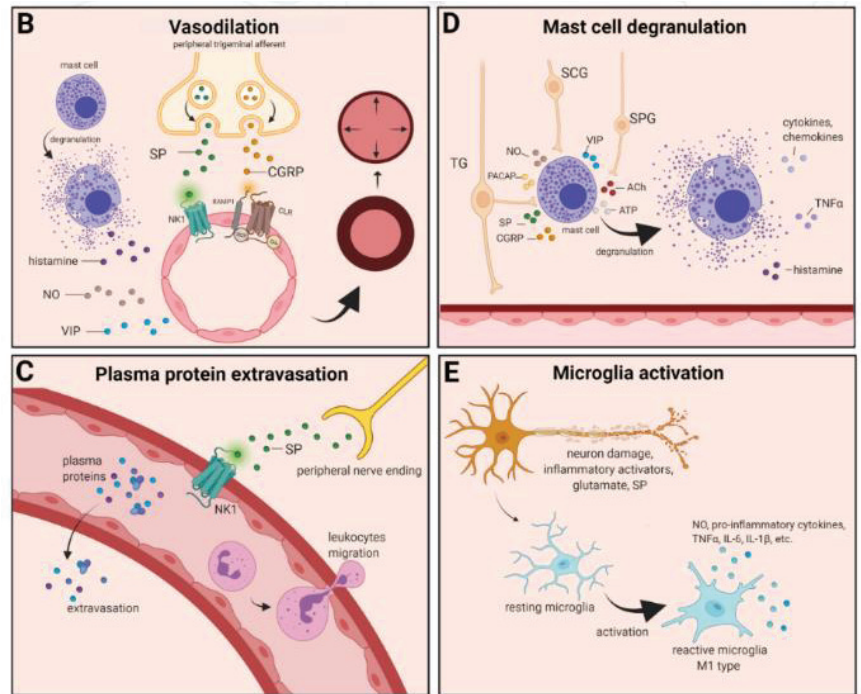 B
Vasodilation
peripheral trigeminal afferent
mast cell
degranulation
SP
CGRP
NK1
RAMP1
CLR
histamine
NO
VIP
D
Mast cell degranulation
SCG
SPG
TG
NO
VIP
PACAP
ACh
ATP
SP
CGRP
mast cell
degranulation
cytokines,
chemokines
TNFα
histamine
C
Plasma protein extravasation
SP
peripheral nerve ending
plasma
proteins
NK1
leukocytes
migration
extravasation
E
Microglia activation
neuron damage,
inflammatory activators,
glutamate, SP
NO, pro-inflammatory cytokines,
TNFα, IL-6, IL-1β, etc.
resting microglia
activation
reactive microglia
M1 type